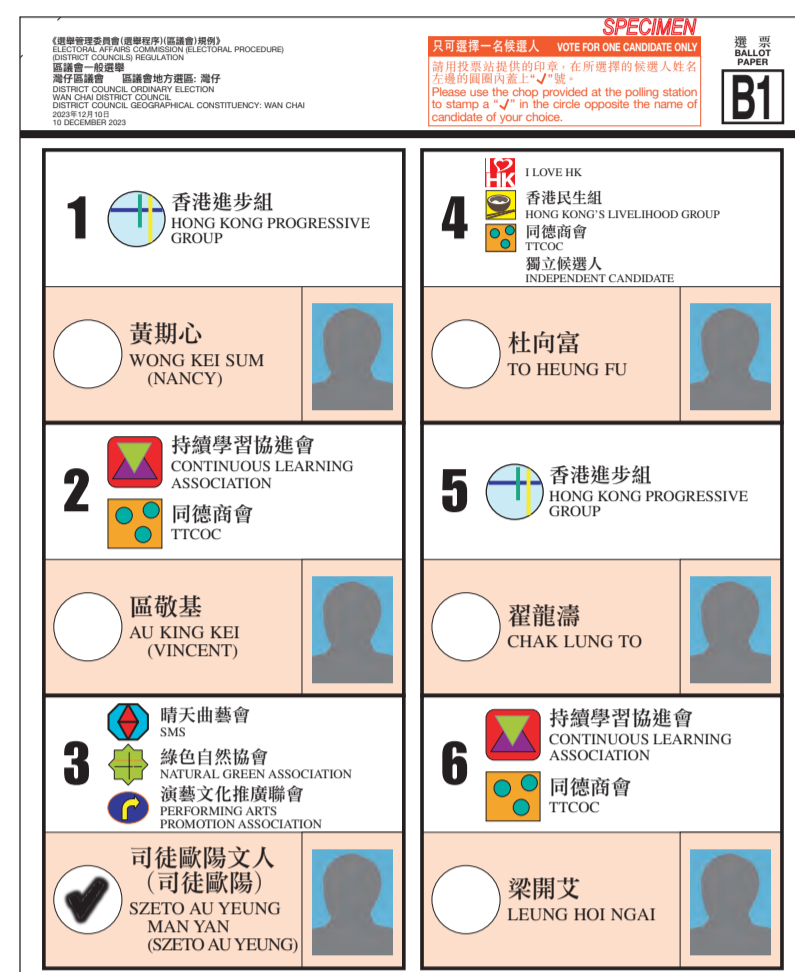 《選舉管理委員會(選舉程序)(區議會)規例》
ELECTORAL AFFAIRS COMMISSION (ELECTORAL PROCEDURE)
(DISTRICT COUNCILS) REGULATION
區議會一般選舉
灣仔區議會 區議會地方選區: 灣仔
DISTRICT COUNCIL ORDINARY ELECTION
WAN CHAI DISTRICT COUNCIL
DISTRICT COUNCIL GEOGRAPHICAL CONSTITUENCY: WAN CHAI
2023年12月10日
10 DECEMBER 2023
SPECIMEN
只可選擇一名候選人 VOTE FOR ONE CANDIDATE ONLY
請用投票站提供的印章，在所選擇的候選人姓名
左邊的圓圈內蓋上“✓”號。
Please use the chop provided at the polling station
to stamp a “✓” in the circle opposite the name of
candidate of your choice.
選票
BALLOT
PAPER
B1
1
香港進步組
HONG KONG PROGRESSIVE
GROUP
黃期心
WONG KEI SUM
(NANCY)
2
持續學習協進會
CONTINUOUS LEARNING
ASSOCIATION
同德商會
TTCOC
區敬基
AU KING KEI
(VINCENT)
3
晴天曲藝會
SMS
綠色自然協會
NATURAL GREEN ASSOCIATION
演藝文化推廣聯會
PERFORMING ARTS
PROMOTION ASSOCIATION
司徒歐陽文人
(司徒歐陽)
SZETO AU YEUNG
MAN YAN
(SZETO AU YEUNG)
4
HK
I LOVE HK
香港民生組
HONG KONG'S LIVELIHOOD GROUP
同德商會
TTCOC
獨立候選人
INDEPENDENT CANDIDATE
杜向富
TO HEUNG FU
5
香港進步組
HONG KONG PROGRESSIVE
GROUP
翟龍濤
CHAK LUNG TO
6
持續學習協進會
CONTINUOUS LEARNING
ASSOCIATION
同德商會
TTCOC
梁開艾
LEUNG HOI NGAI